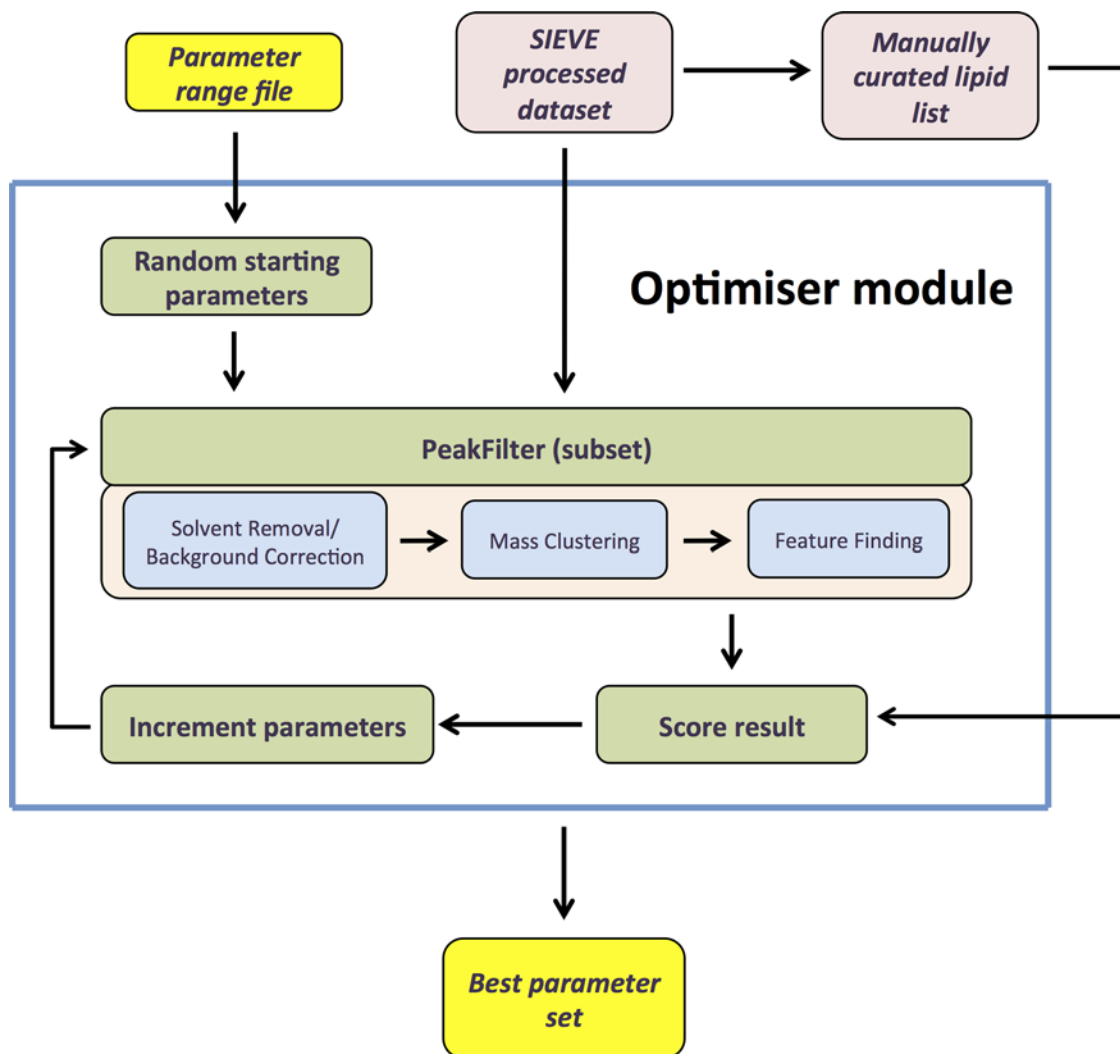 Parameter
range file
SIEVE
processed
dataset
Manually
curated lipid
list
Random starting
parameters
Optimiser module
PeakFilter (subset)
Solvent Removal/
Background Correction
Mass Clustering
Feature Finding
Increment parameters
Score result
Best parameter
set